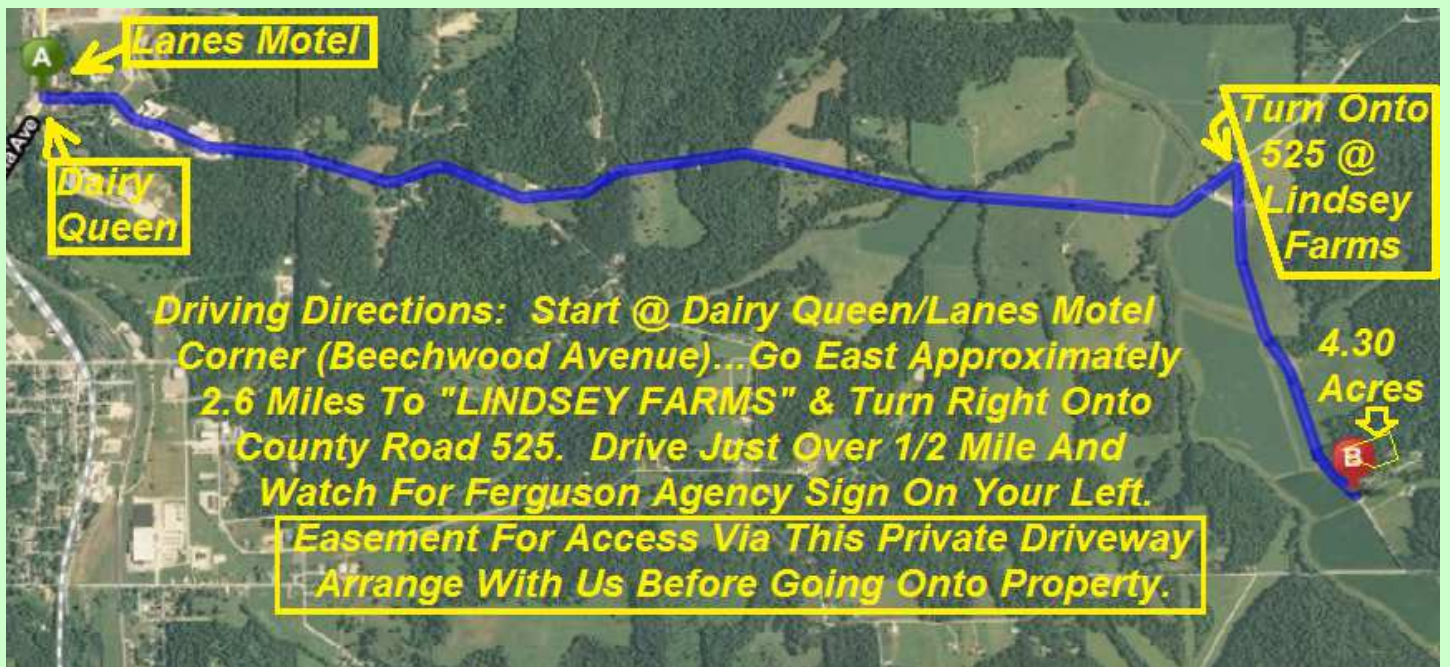 Lanes Motel
A
Dairy
Queen
Turn Onto
525 @
Lindsey
Farms
Driving Directions: Start @ Dairy Queen/Lanes Motel
Corner (Beechwood Avenue)...Go East Approximately
2.6 Miles To "LINDSEY FARMS" & Turn Right Onto
County Road 525. Drive Just Over 1/2 Mile And
Watch For Ferguson Agency Sign On Your Left.
Easement For Access Via This Private Driveway
Arrange With Us Before Going Onto Property.
4.30
Acres
B